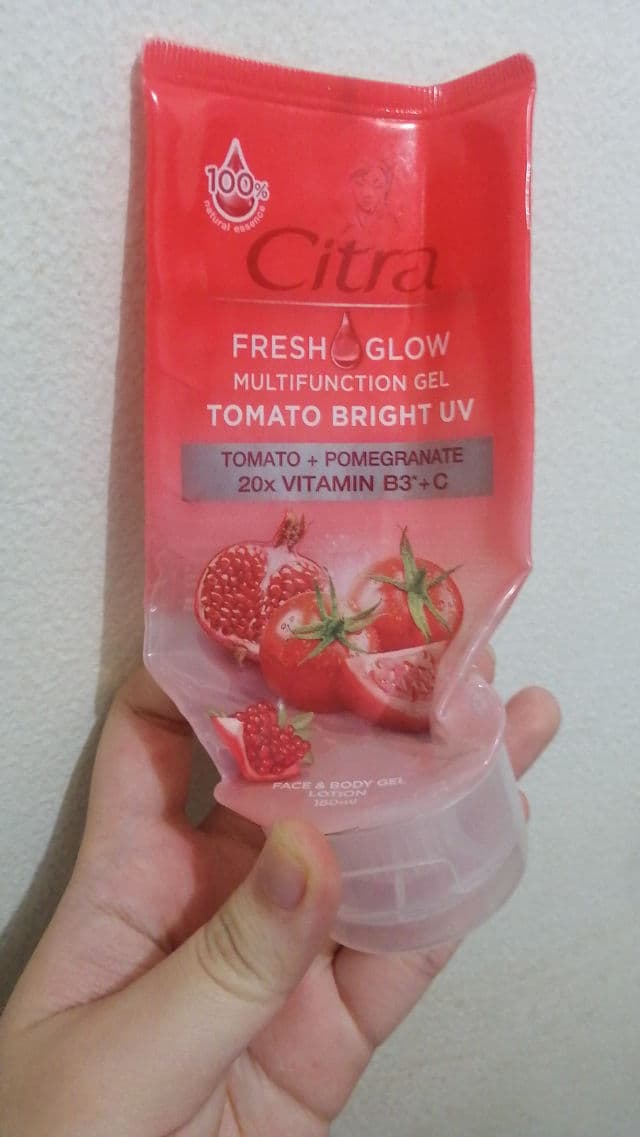 100%
natural essence
Citra
FRESH GLOW
MULTIFUNCTION GEL
TOMATO BRIGHT UV
TOMATO + POMEGRANATE
20x VITAMIN B3*+C
FACE & BODY GEL
LOTION
180ml